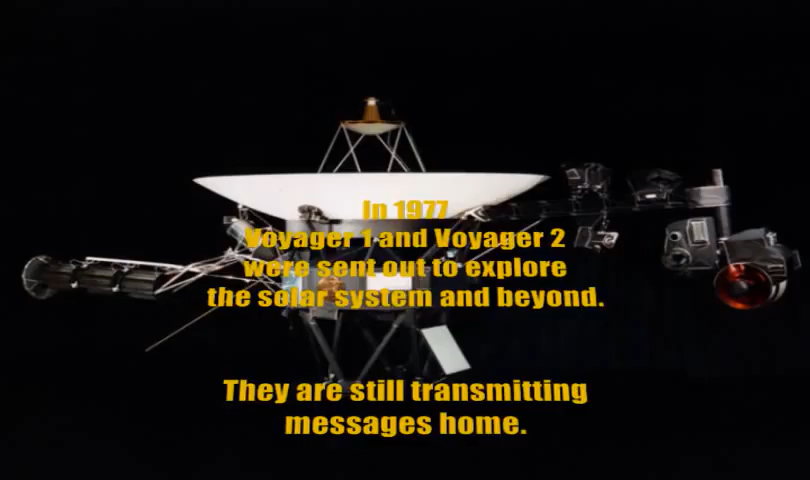 In 1977
Voyager 1 and Voyager 2
were sent out to explore
the solar system and beyond.
They are still transmitting
messages home.